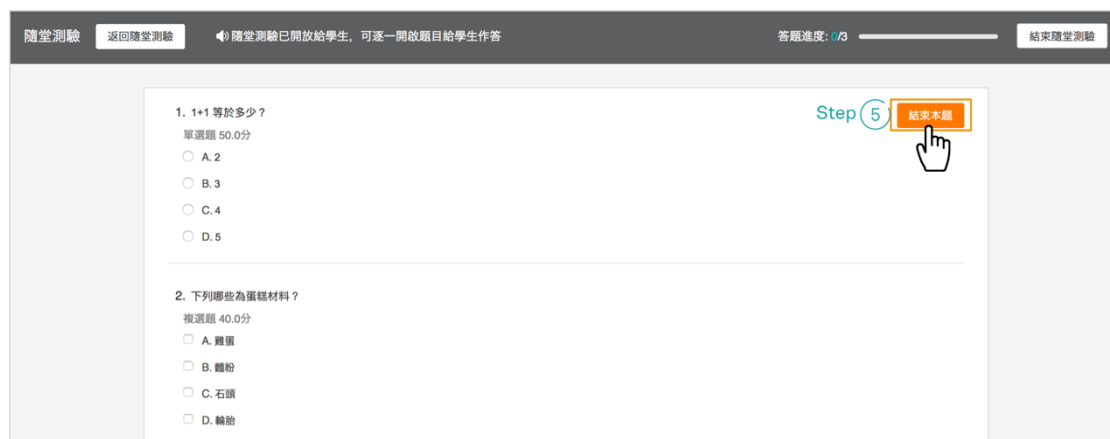 隨堂測驗 返回隨堂測驗 隨堂測驗已開放給學生，可逐一開啟題目給學生作答 答題進度: 0/3 結束隨堂測驗
1. 1+1 等於多少？ Step 5 結束本題
單選題 50.0分
A. 2
B. 3
C. 4
D. 5
2. 下列哪些為蛋糕材料？
複選題 40.0分
A. 雞蛋
B. 麵粉
C. 石頭
D. 輪胎